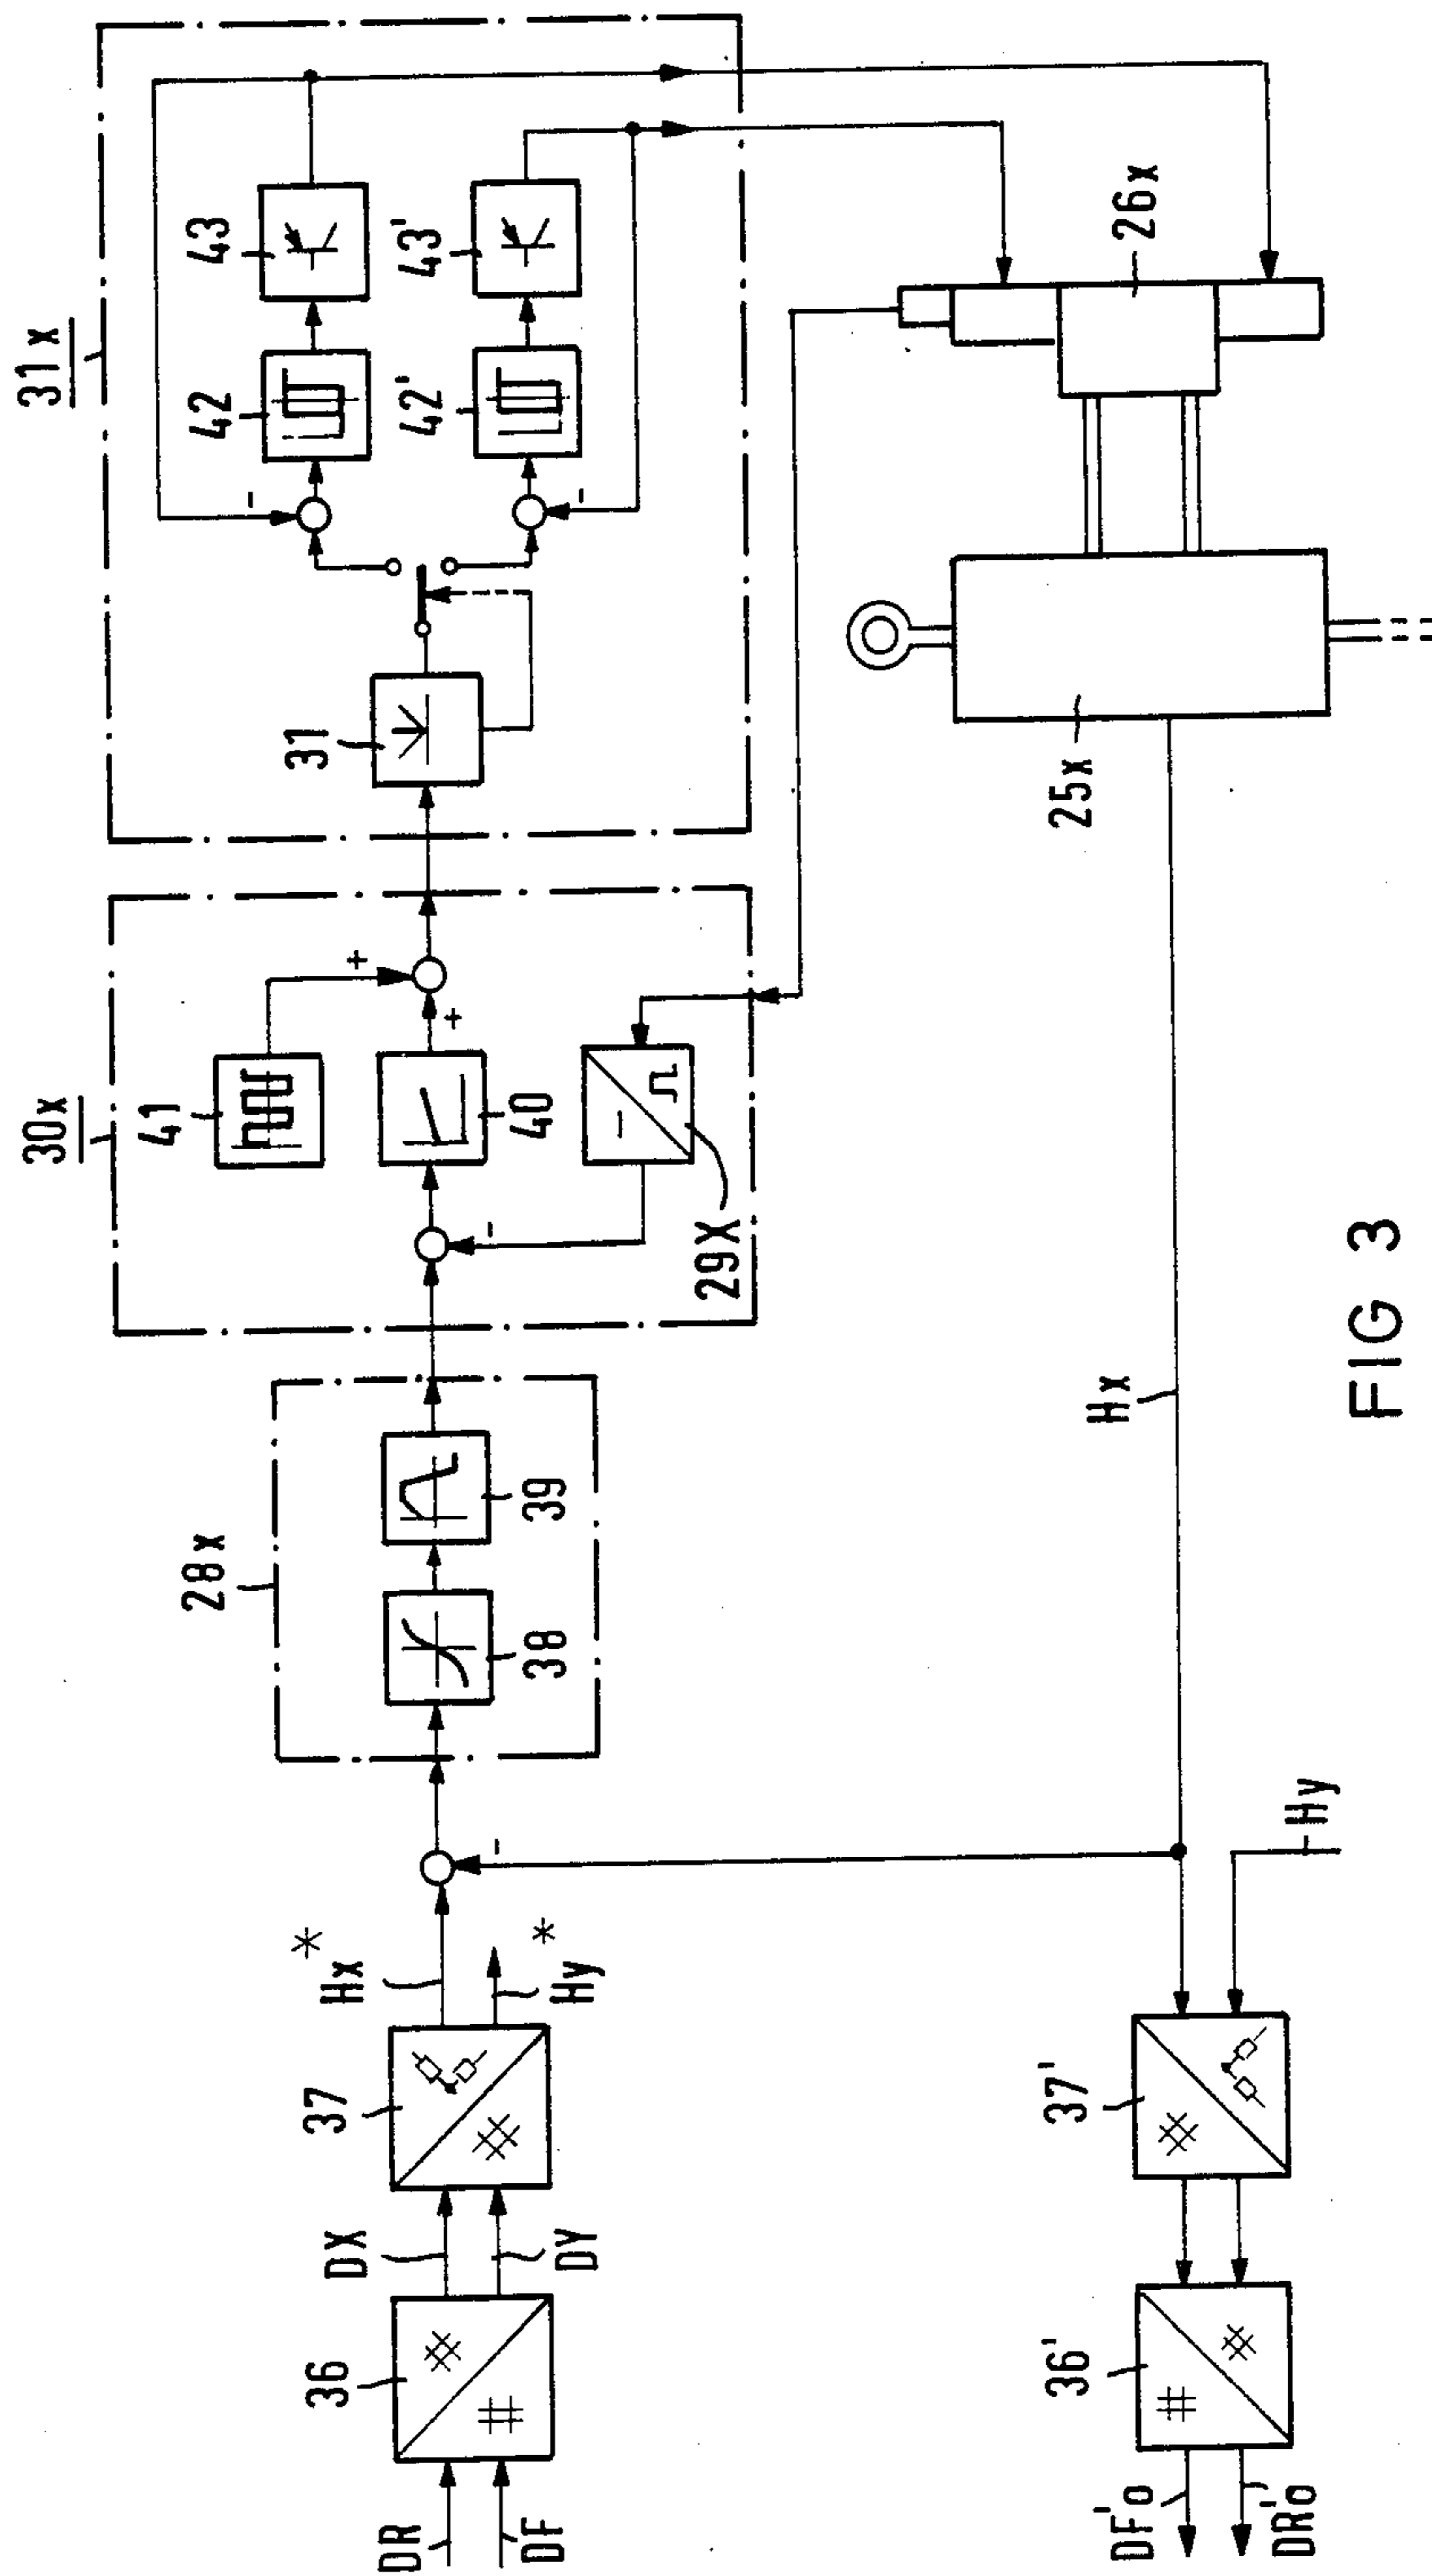 31x
43
43'
42
42'
31
26x
25x
30x
41
+
+
40
-
29X
28x
39
38
Hx
Hx*
Hy*
-
Hy
37
37'
DX
DY
36
36'
DR
DF
DF'o
DR'o
-
-
FIG 3